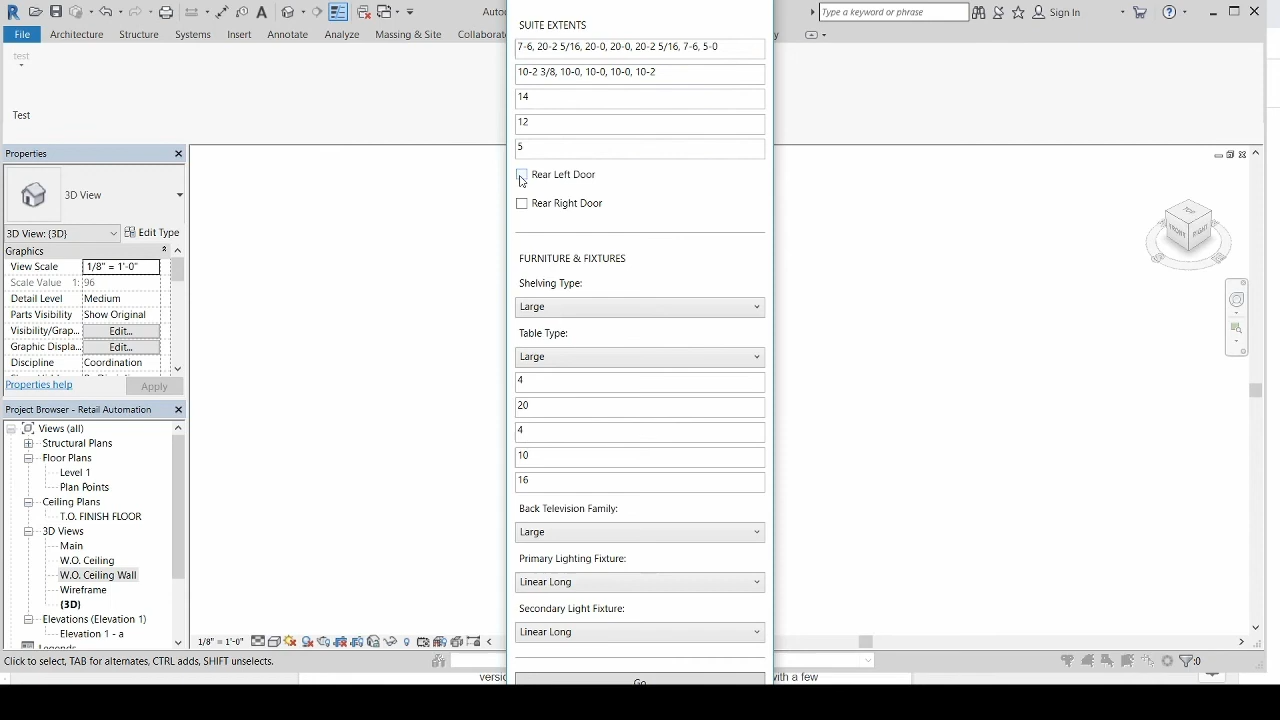 Autoc
Type a keyword or phrase
Sign In
File Architecture Structure Systems Insert Annotate Analyze Massing & Site Collaborat
test
Test
Properties
3D View
3D View: {3D}
Edit Type
Graphics
View Scale 1/8" = 1'-0"
Scale Value 1: 96
Detail Level Medium
Parts Visibility Show Original
Visibility/Grap... Edit...
Graphic Displa... Edit...
Discipline Coordination
Properties help Apply
Project Browser - Retail Automation
Views (all)
Structural Plans
Floor Plans
Level 1
Plan Points
Ceiling Plans
T.O. FINISH FLOOR
3D Views
Main
W.O. Ceiling
W.O. Ceiling Wall
Wireframe
{3D}
Elevations (Elevation 1)
Elevation 1 - a
SUITE EXTENTS
7-6, 20-2 5/16, 20-0, 20-0, 20-2 5/16, 7-6, 5-0
10-2 3/8, 10-0, 10-0, 10-0, 10-2
14
12
5
Rear Left Door
Rear Right Door
FURNITURE & FIXTURES
Shelving Type:
Large
Table Type:
Large
4
20
4
10
16
Back Television Family:
Large
Primary Lighting Fixture:
Linear Long
Secondary Light Fixture:
Linear Long
Go
TOP
FRONT
RIGHT
1/8" = 1'-0"
Click to select, TAB for alternates, CTRL adds, SHIFT unselects.
:0
versi
ith a few